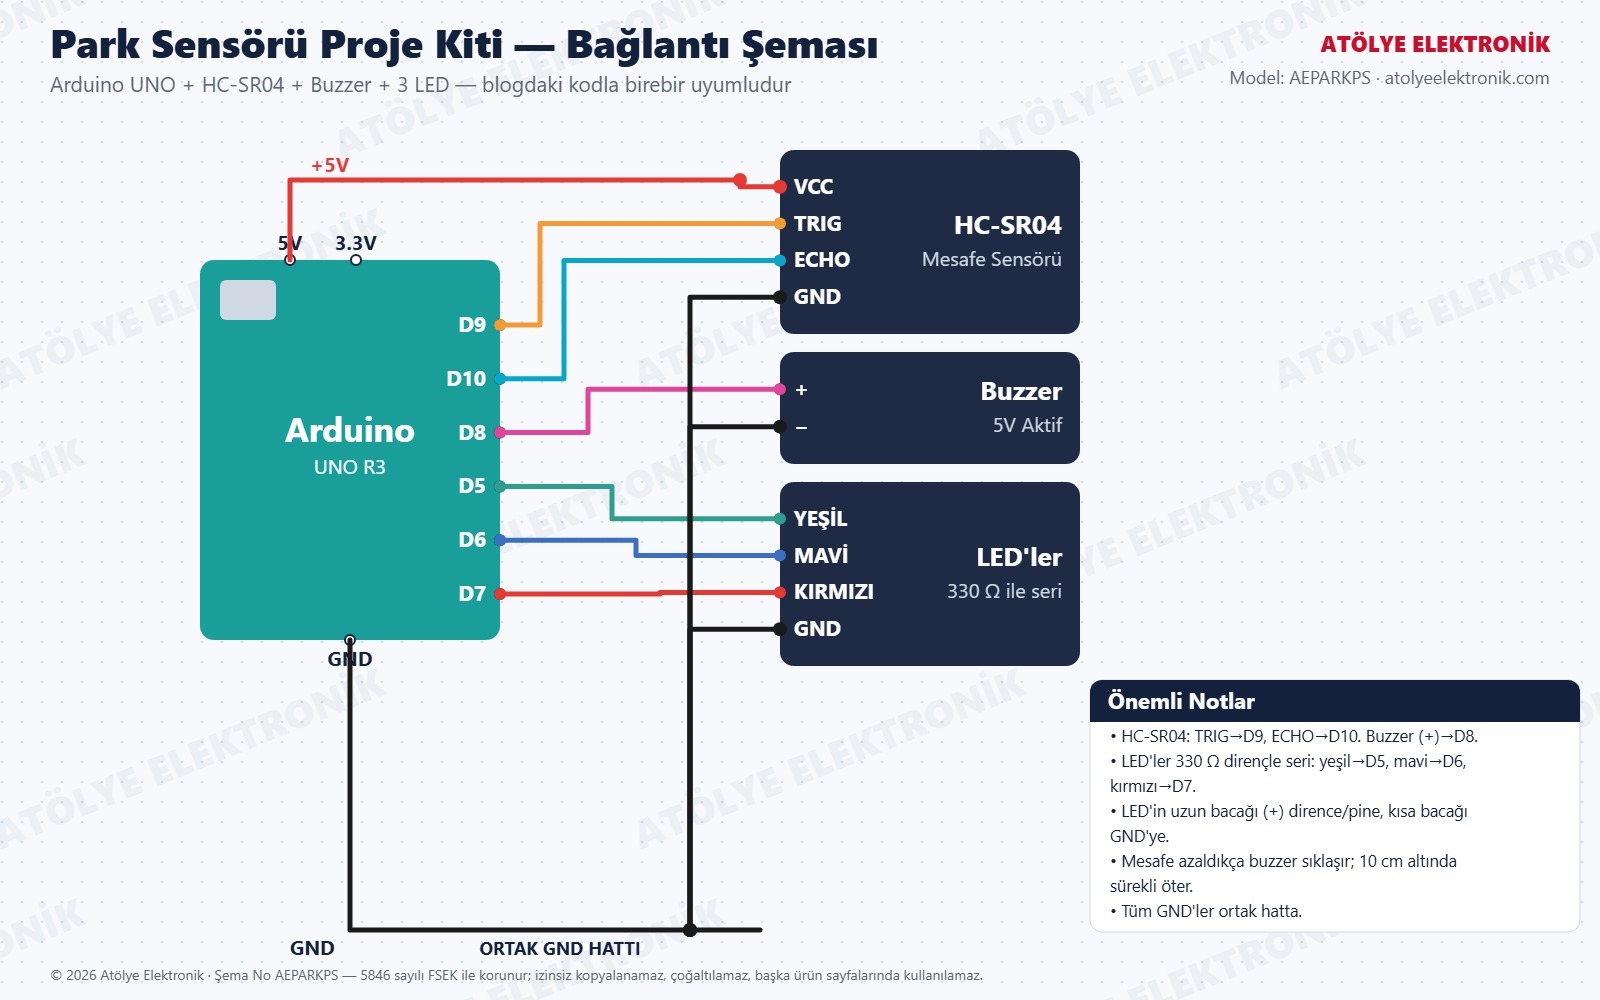 Park Sensörü Proje Kiti — Bağlantı Şeması
Arduino UNO + HC-SR04 + Buzzer + 3 LED — blogdaki kodla birebir uyumludur
ATÖLYE ELEKTRONİK
Model: AEPARKPS · atolyeelektronik.com
+5V
5V
3.3V
Arduino
UNO R3
D9
D10
D8
D5
D6
D7
GND
VCC
TRIG
ECHO
GND
HC-SR04
Mesafe Sensörü
+
−
Buzzer
5V Aktif
YEŞİL
MAVİ
KIRMIZI
GND
LED'ler
330 Ω ile seri
Önemli Notlar
• HC-SR04: TRIG→D9, ECHO→D10. Buzzer (+)→D8.
• LED'ler 330 Ω dirençle seri: yeşil→D5, mavi→D6,
kırmızı→D7.
• LED'in uzun bacağı (+) dirence/pine, kısa bacağı
GND'ye.
• Mesafe azaldıkça buzzer sıklaşır; 10 cm altında
sürekli öter.
• Tüm GND'ler ortak hatta.
GND
ORTAK GND HATTI
© 2026 Atölye Elektronik · Şema No AEPARKPS — 5846 sayılı FSEK ile korunur; izinsiz kopyalanamaz, çoğaltılamaz, başka ürün sayfalarında kullanılamaz.
ATÖLYE ELEKTRONİK